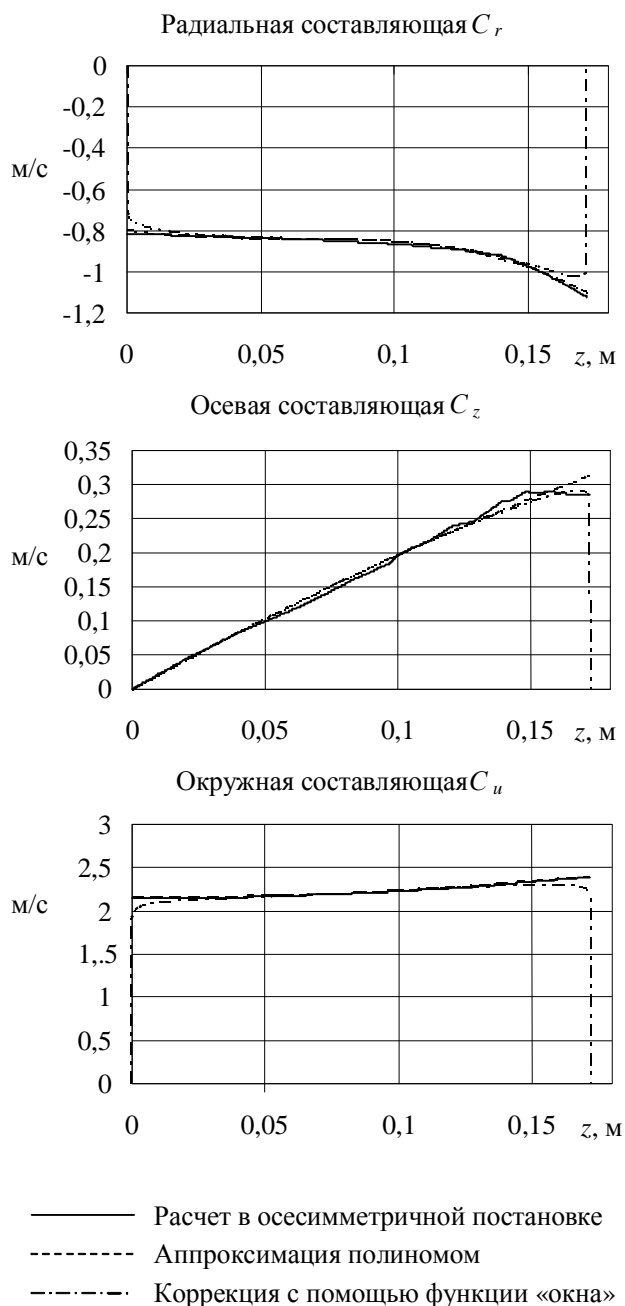 Радиальная составляющая C r
0
-0,2
-0,4
м/с
-0,6
-0,8
-1
-1,2
0 0,05 0,1 0,15 z, м
Осевая составляющая C z
0,35
0,3
0,25
м/с
0,2
0,15
0,1
0,05
0
0 0,05 0,1 0,15 z, м
Окружная составляющая C u
3
2,5
м/с
2
1,.5
1
0,5
0
0 0,05 0,1 0,15 z, м
Расчет в осесимметричной постановке
Аппроксимация полиномом
Коррекция с помощью функции «окна»